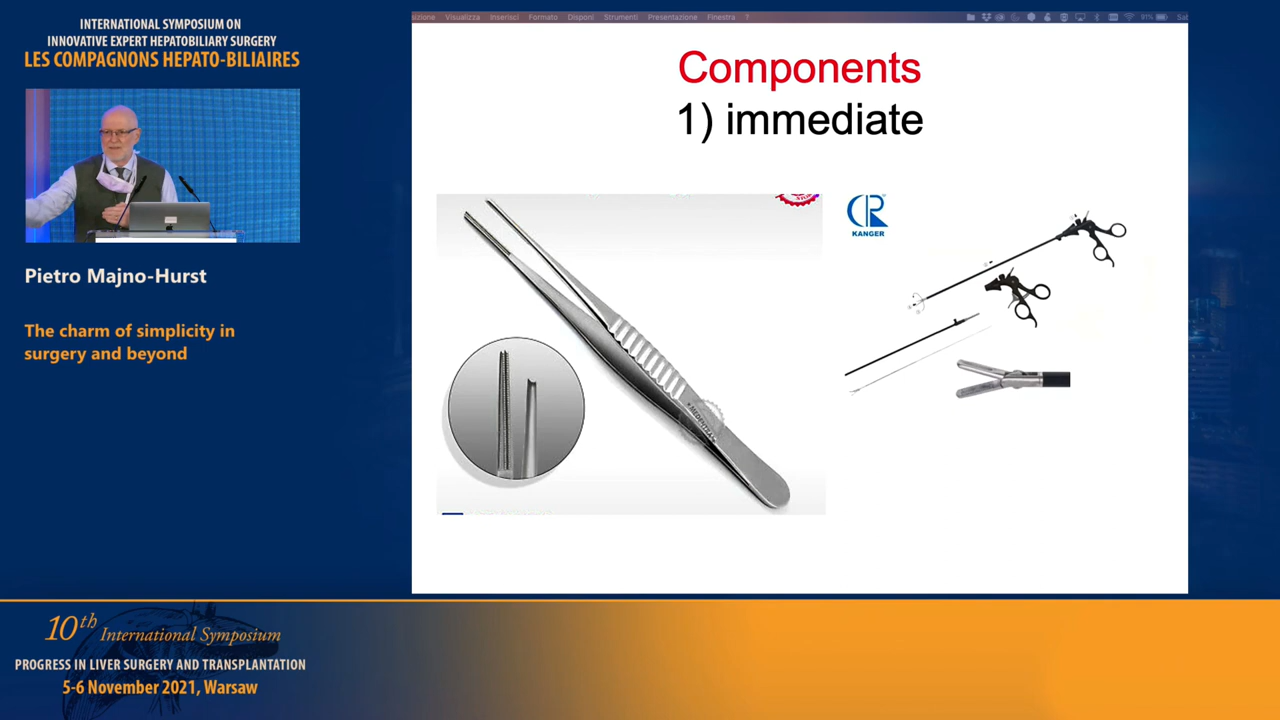 INTERNATIONAL SYMPOSIUM ON
INNOVATIVE EXPERT HEPATOBILIARY SURGERY
LES COMPAGNONS HEPATO-BILIAIRES
Pietro Majno-Hurst
The charm of simplicity in
surgery and beyond
Visualizza Inserisci Formato Disponi Strumenti Presentazione Finestra ?
Components
1) immediate
KANGER
10th International Symposium
PROGRESS IN LIVER SURGERY AND TRANSPLANTATION
5-6 November 2021, Warsaw